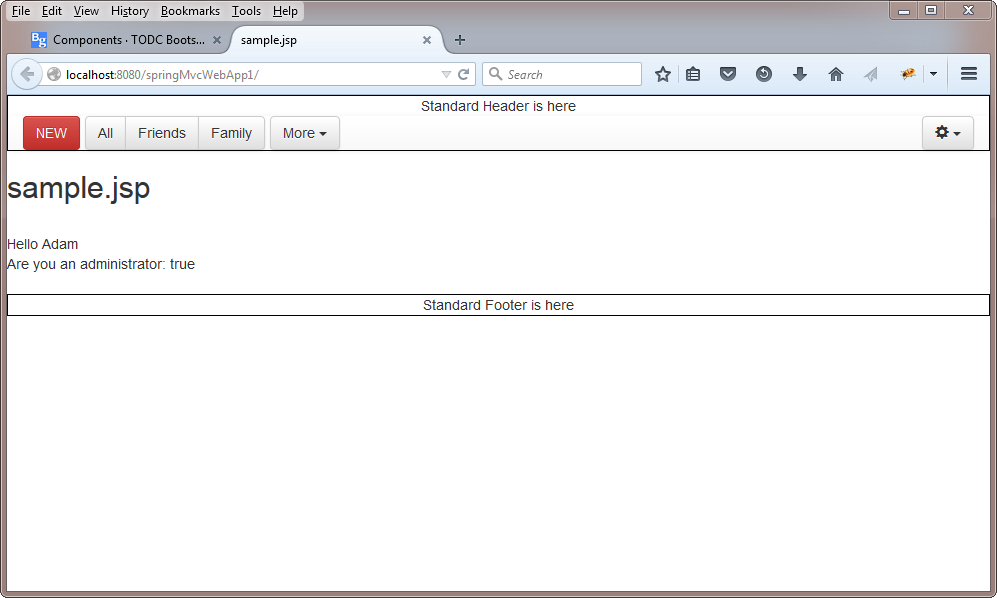 File Edit View History Bookmarks Tools Help
Bg Components · TODC Boots... sample.jsp
localhost:8080/springMvcWebApp1/ Search
Standard Header is here
NEW All Friends Family More
sample.jsp
Hello Adam
Are you an administrator: true
Standard Footer is here